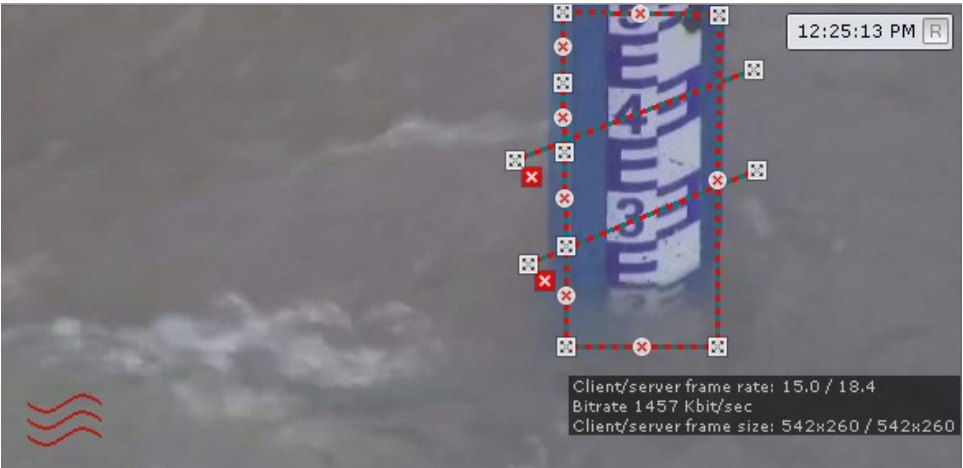 12:25:13 PM R
4
3
Client/server frame rate: 15.0 / 18.4
Bitrate 1457 Kbit/sec
Client/server frame size: 542x260 / 542x260